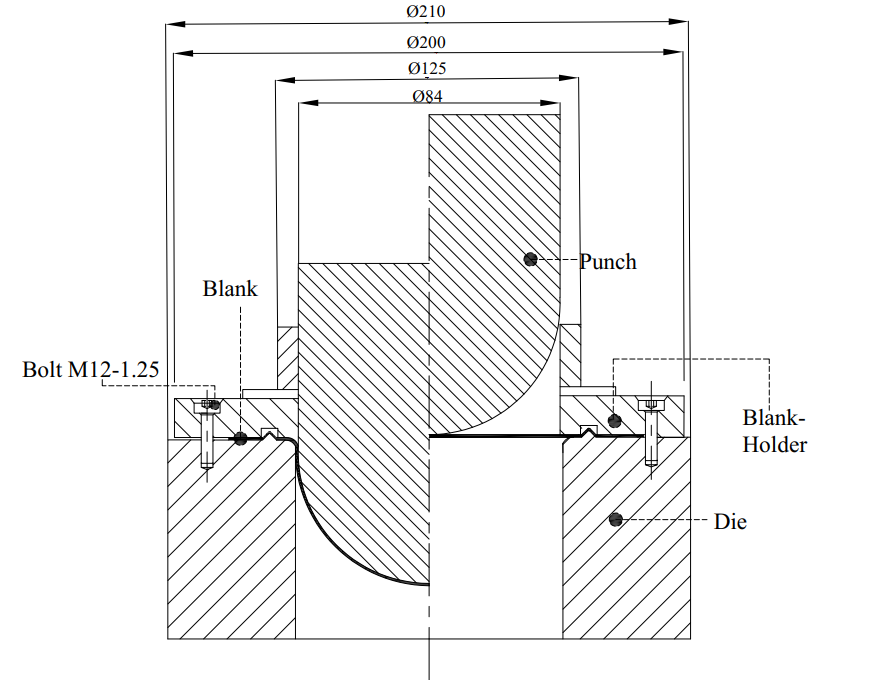 Ø210
Ø200
Ø125
Ø84
Punch
Blank
Bolt M12-1.25
Blank-
Holder
Die